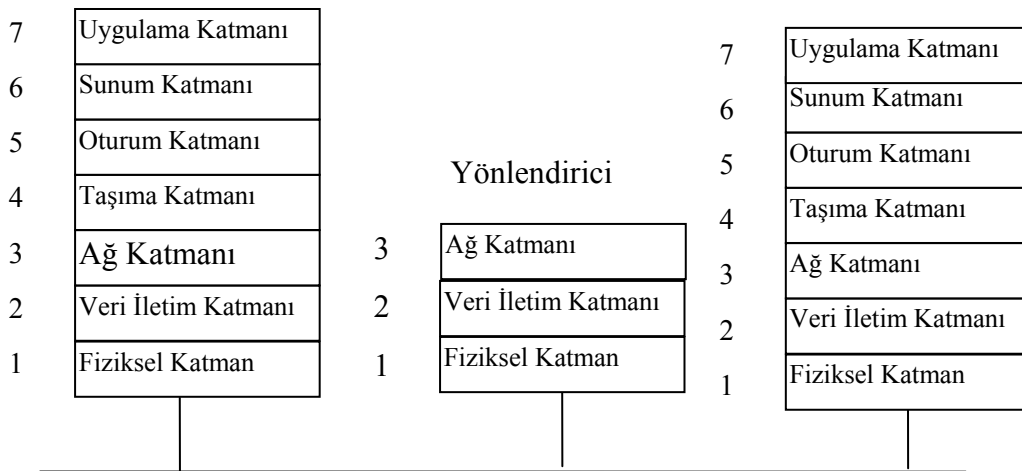 7 Uygulama Katmanı
6 Sunum Katmanı
5 Oturum Katmanı
4 Taşıma Katmanı
3 Ağ Katmanı
2 Veri İletim Katmanı
1 Fiziksel Katman
Yönlendirici
3 Ağ Katmanı
2 Veri İletim Katmanı
1 Fiziksel Katman
7 Uygulama Katmanı
6 Sunum Katmanı
5 Oturum Katmanı
4 Taşıma Katmanı
3 Ağ Katmanı
2 Veri İletim Katmanı
1 Fiziksel Katman